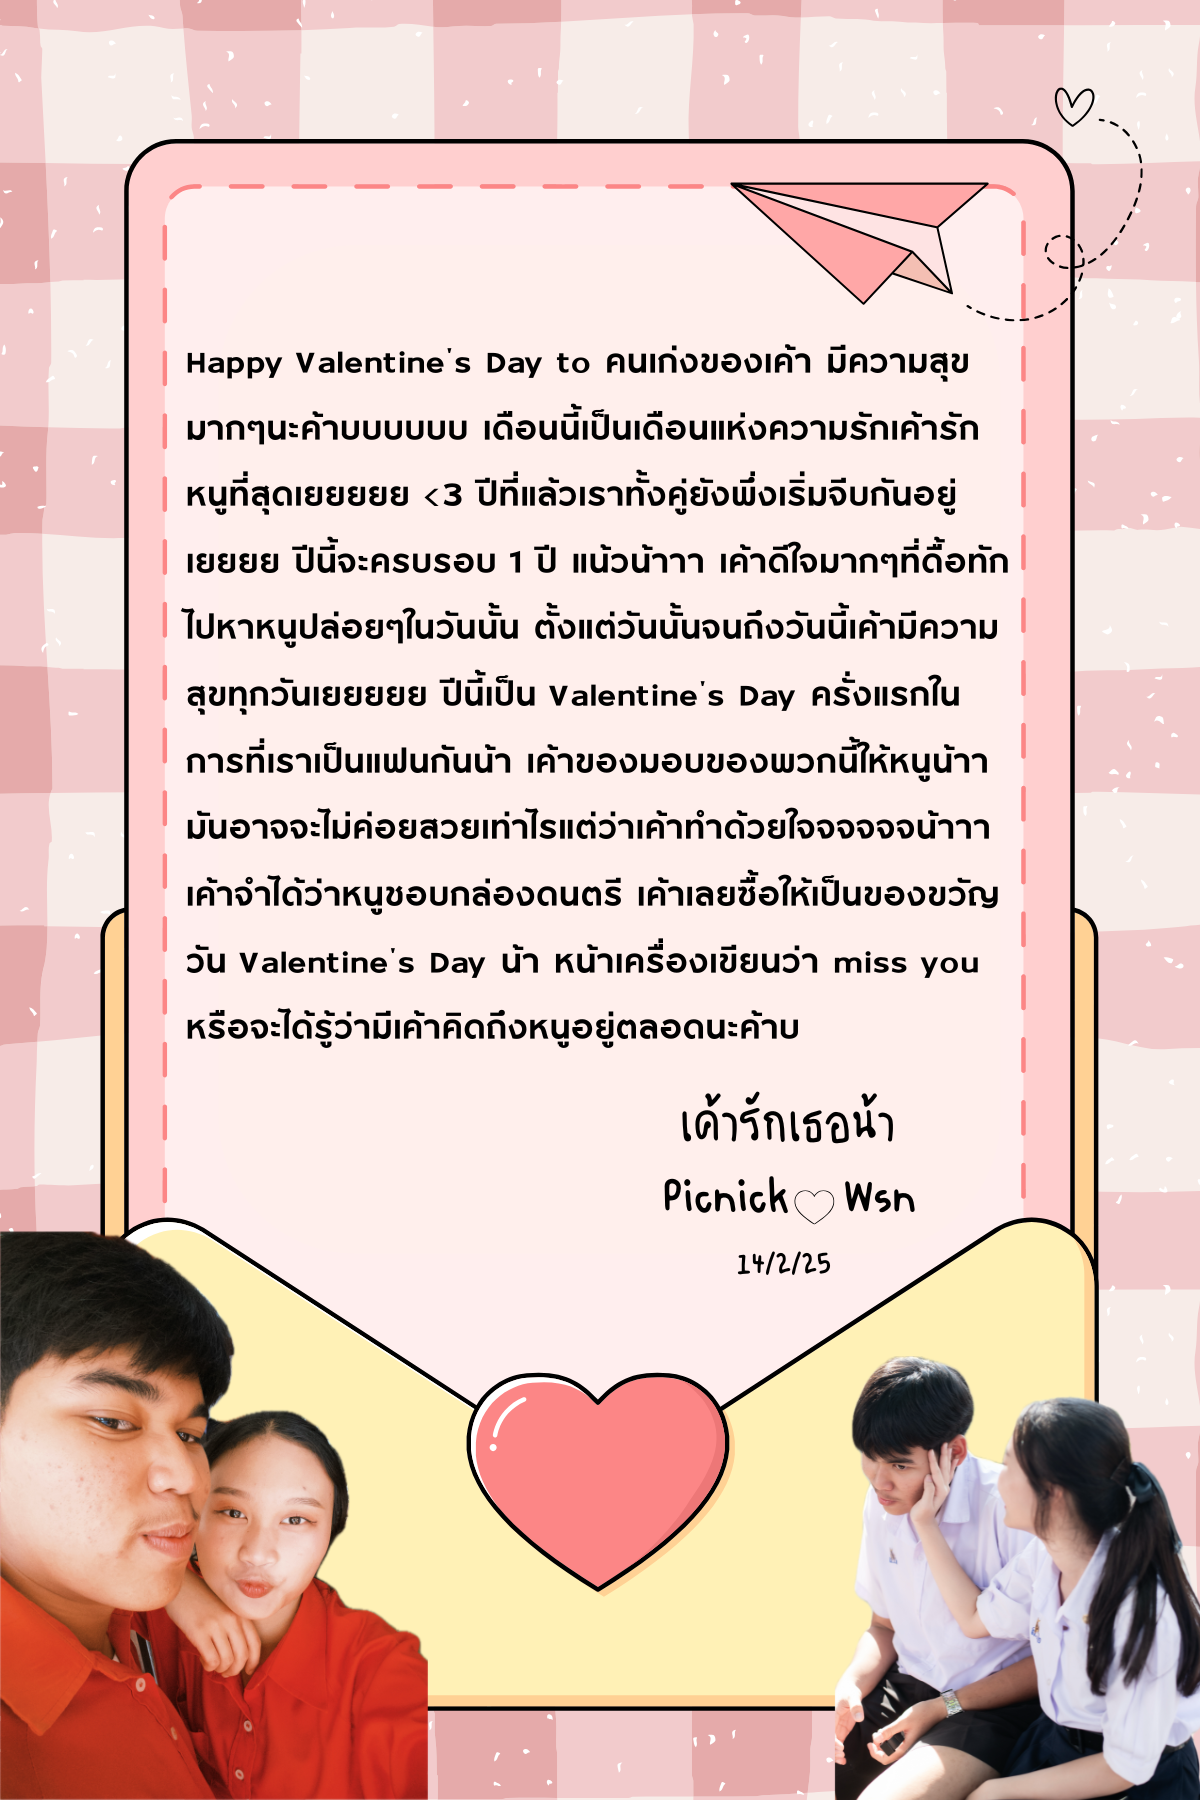 Happy Valentine's Day to คนเก่งของเค้า มีความสุข
มากๆนะค้าบบบบบบ เดือนนี้เป็นเดือนแห่งความรักเค้ารัก
หนูที่สุดเยยยยย <3 ปีที่แล้วเราทั้งคู่ยังพึ่งเริ่มจีบกันอยู่
เยยยย ปีนี้จะครบรอบ 1 ปี แน้วน้าาา เค้าดีใจมากๆที่ดื้อทัก
ไปหาหนูปล่อยๆในวันนั้น ตั้งแต่วันนั้นจนถึงวันนี้เค้ามีความ
สุขทุกวันเยยยยย ปีนี้เป็น Valentine's Day ครั่งแรกใน
การที่เราเป็นแฟนกันน้า เค้าของมอบของพวกนี้ให้หนูน้าา
มันอาจจะไม่ค่อยสวยเท่าไรแต่ว่าเค้าทำด้วยใจจจจจจน้าาา
เค้าจำได้ว่าหนูชอบกล่องดนตรี เค้าเลยซื้อให้เป็นของขวัญ
วัน Valentine's Day น้า หน้าเครื่องเขียนว่า miss you
หรือจะได้รู้ว่ามีเค้าคิดถึงหนูอยู่ตลอดนะค้าบ
เค้ารักเธอน้า
Picnick♡Wsn
14/2/25